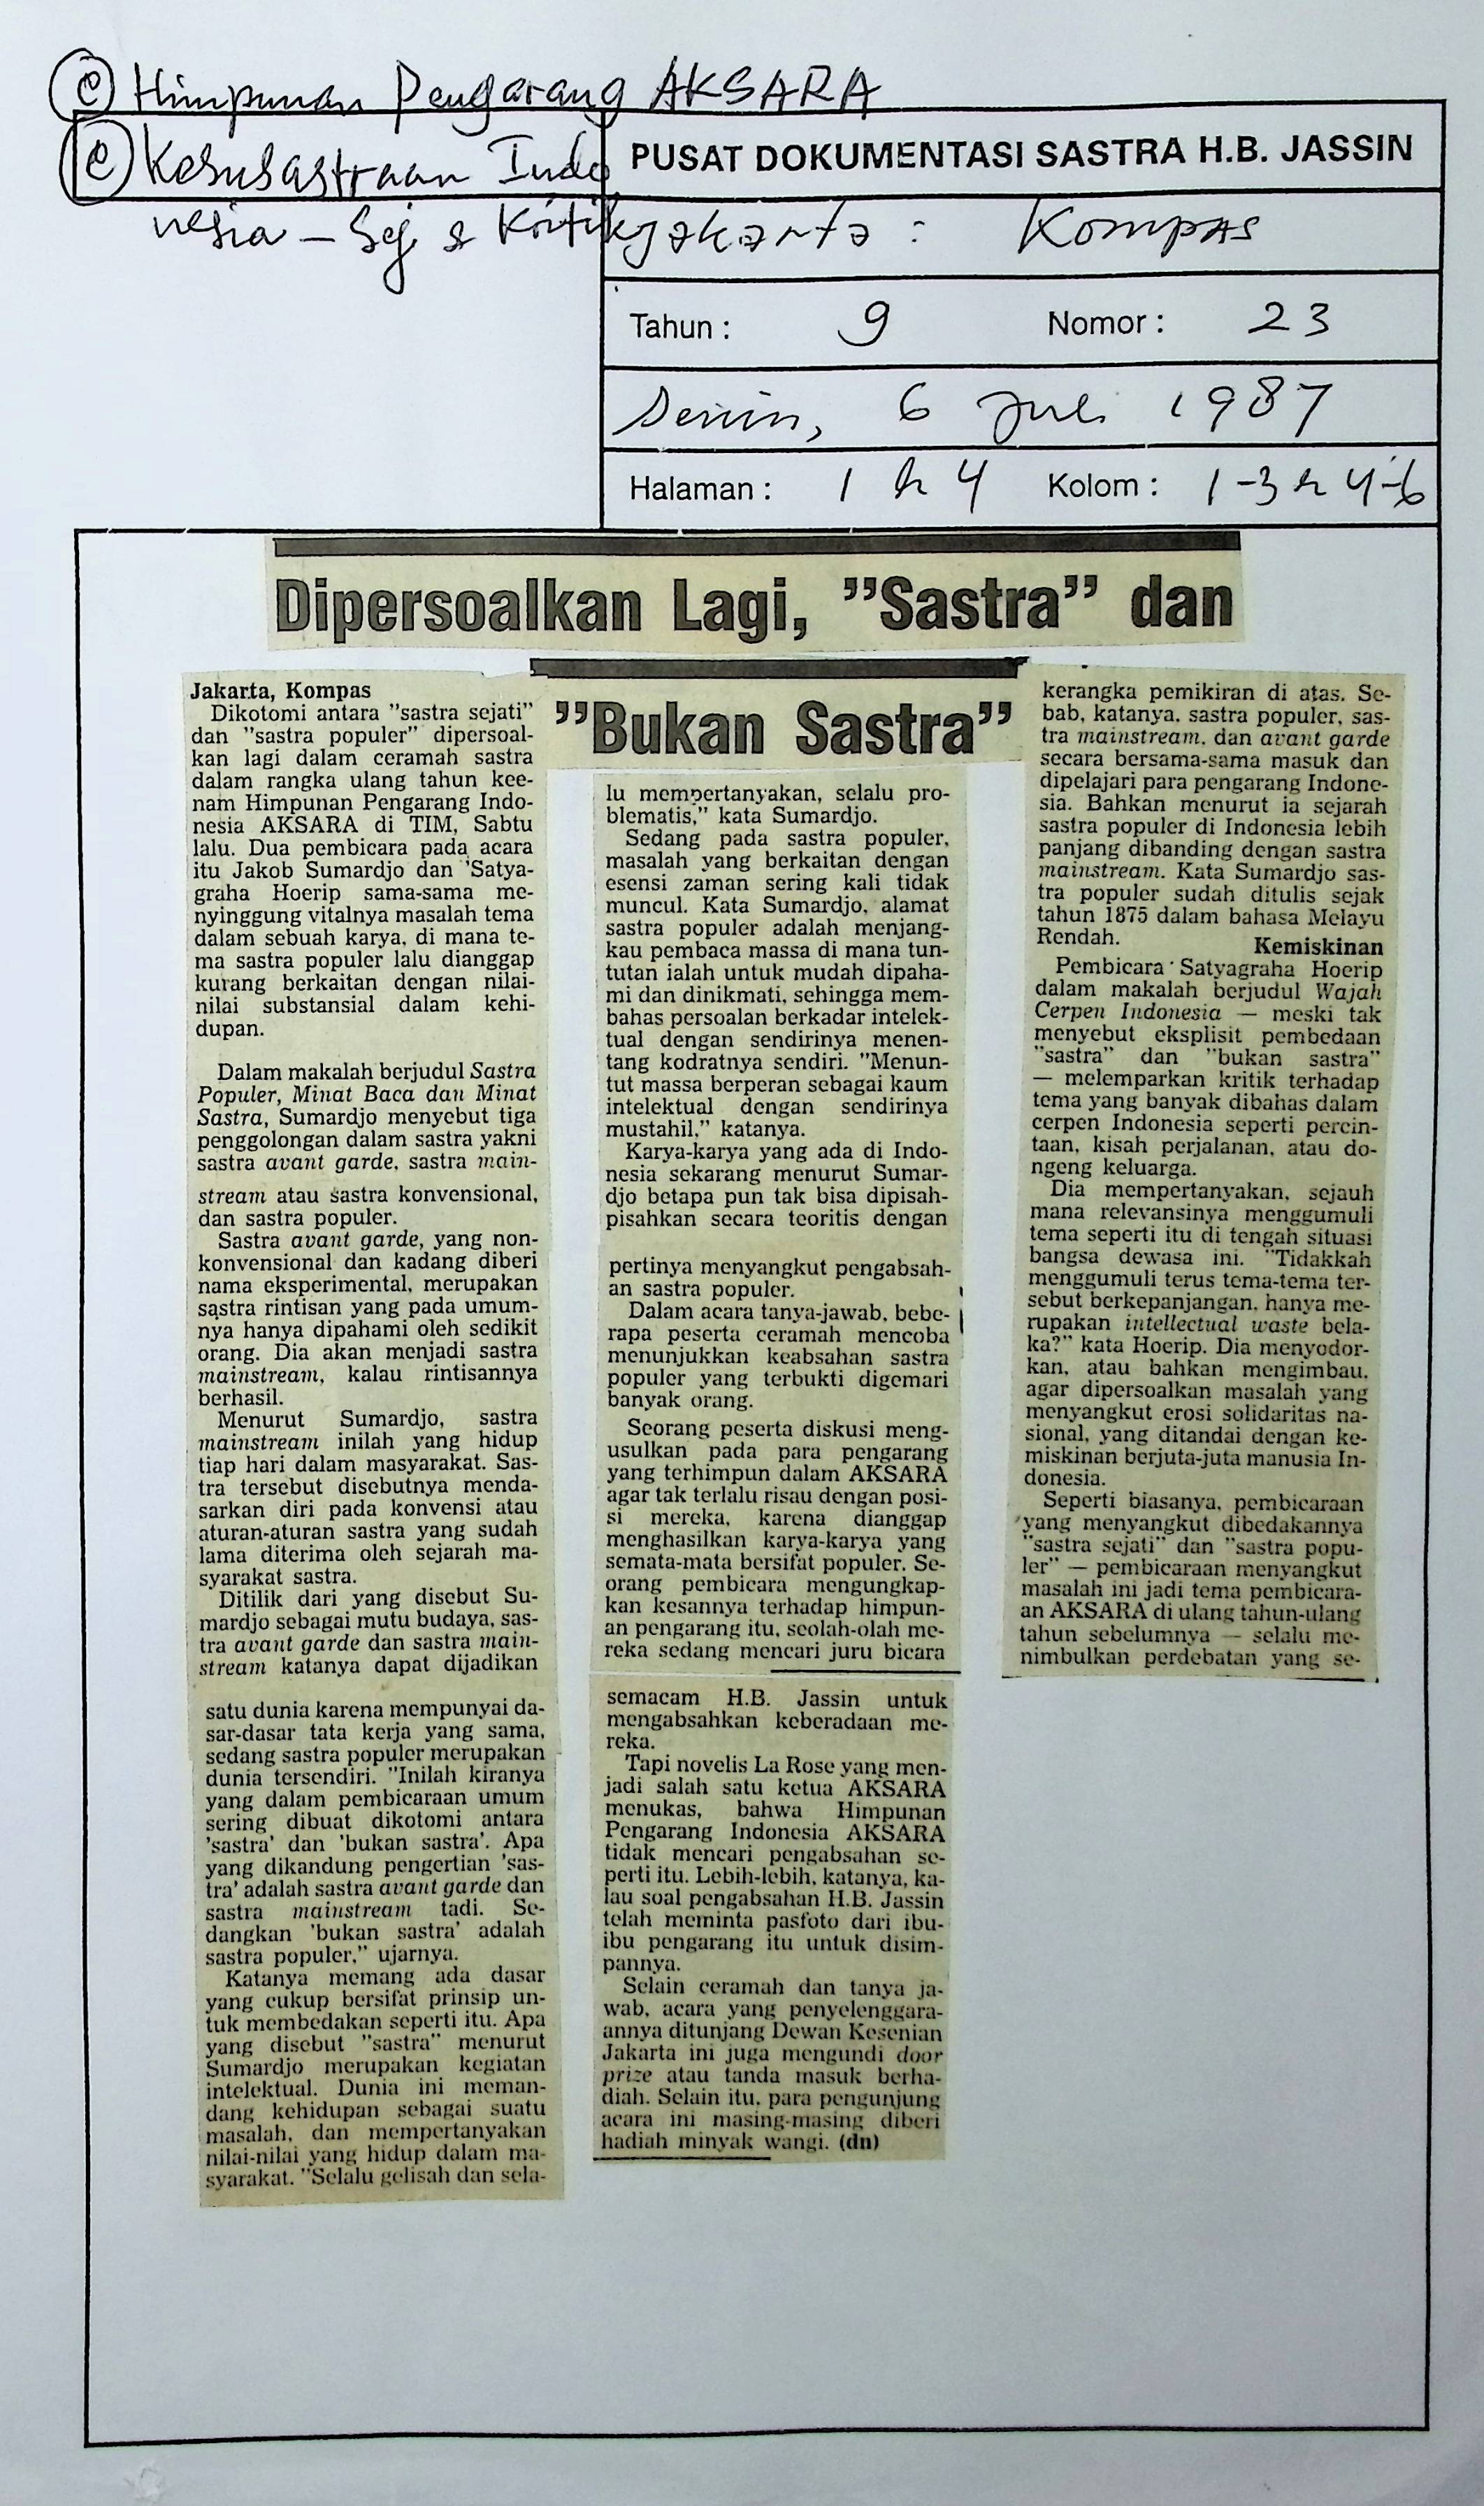 © Himpunan Pengarang AKSARA
© Kesusastraan Indo
nesia - Sej & Kritik
PUSAT DOKUMENTASI SASTRA H.B. JASSIN
Jakarta : Kompas
Tahun : 9 Nomor : 23
Senin, 6 Juli 1987
Halaman : 1 & 4 Kolom : 1-3 & 4-6
Dipersoalkan Lagi, ”Sastra” dan
”Bukan Sastra”
Jakarta, Kompas
Dikotomi antara ”sastra sejati”
dan ”sastra populer” dipersoal-
kan lagi dalam ceramah sastra
dalam rangka ulang tahun kee-
nam Himpunan Pengarang Indo-
nesia AKSARA di TIM, Sabtu
lalu. Dua pembicara pada acara
itu Jakob Sumardjo dan 'Satya-
graha Hoerip sama-sama me-
nyinggung vitalnya masalah tema
dalam sebuah karya, di mana te-
ma sastra populer lalu dianggap
kurang berkaitan dengan nilai-
nilai substansial dalam kehi-
dupan.
Dalam makalah berjudul Sastra
Populer, Minat Baca dan Minat
Sastra, Sumardjo menyebut tiga
penggolongan dalam sastra yakni
sastra avant garde, sastra main-
stream atau sastra konvensional,
dan sastra populer.
Sastra avant garde, yang non-
konvensional dan kadang diberi
nama eksperimental, merupakan
sastra rintisan yang pada umum-
nya hanya dipahami oleh sedikit
orang. Dia akan menjadi sastra
mainstream, kalau rintisannya
berhasil.
Menurut Sumardjo, sastra
mainstream inilah yang hidup
tiap hari dalam masyarakat. Sas-
tra tersebut disebutnya menda-
sarkan diri pada konvensi atau
aturan-aturan sastra yang sudah
lama diterima oleh sejarah ma-
syarakat sastra.
Ditilik dari yang disebut Su-
mardjo sebagai mutu budaya, sas-
tra avant garde dan sastra main-
stream katanya dapat dijadikan
satu dunia karena mempunyai da-
sar-dasar tata kerja yang sama,
sedang sastra populer merupakan
dunia tersendiri. ”Inilah kiranya
yang dalam pembicaraan umum
sering dibuat dikotomi antara
'sastra' dan 'bukan sastra'. Apa
yang dikandung pengertian 'sas-
tra' adalah sastra avant garde dan
sastra mainstream tadi. Se-
dangkan 'bukan sastra' adalah
sastra populer,” ujarnya.
Katanya memang ada dasar
yang cukup bersifat prinsip un-
tuk membedakan seperti itu. Apa
yang disebut ”sastra” menurut
Sumardjo merupakan kegiatan
intelektual. Dunia ini meman-
dang kehidupan sebagai suatu
masalah, dan mempertanyakan
nilai-nilai yang hidup dalam ma-
syarakat. ”Selalu gelisah dan sela-
lu mempertanyakan, selalu pro-
blematis,” kata Sumardjo.
Sedang pada sastra populer,
masalah yang berkaitan dengan
esensi zaman sering kali tidak
muncul. Kata Sumardjo, alamat
sastra populer adalah menjang-
kau pembaca massa di mana tun-
tutan ialah untuk mudah dipaha-
mi dan dinikmati, sehingga mem-
bahas persoalan berkadar intelek-
tual dengan sendirinya menen-
tang kodratnya sendiri. ”Menun-
tut massa berperan sebagai kaum
intelektual dengan sendirinya
mustahil,” katanya.
Karya-karya yang ada di Indo-
nesia sekarang menurut Sumar-
djo betapa pun tak bisa dipisah-
pisahkan secara teoritis dengan
kerangka pemikiran di atas. Se-
bab, katanya, sastra populer, sas-
tra mainstream, dan avant garde
secara bersama-sama masuk dan
dipelajari para pengarang Indone-
sia. Bahkan menurut ia sejarah
sastra populer di Indonesia lebih
panjang dibanding dengan sastra
mainstream. Kata Sumardjo sas-
tra populer sudah ditulis sejak
tahun 1875 dalam bahasa Melayu
Rendah.
Kemiskinan
Pembicara Satyagraha Hoerip
dalam makalah berjudul Wajah
Cerpen Indonesia — meski tak
menyebut eksplisit pembedaan
”sastra” dan ”bukan sastra”
— melemparkan kritik terhadap
tema yang banyak dibahas dalam
cerpen Indonesia seperti percin-
taan, kisah perjalanan, atau do-
ngeng keluarga.
Dia mempertanyakan, sejauh
mana relevansinya menggumuli
tema seperti itu di tengah situasi
bangsa dewasa ini. ”Tidakkah
menggumuli terus tema-tema ter-
sebut berkepanjangan, hanya me-
rupakan intellectual waste bela-
ka?” kata Hoerip. Dia menyodor-
kan, atau bahkan mengimbau,
agar dipersoalkan masalah yang
menyangkut erosi solidaritas na-
sional, yang ditandai dengan ke-
miskinan berjuta-juta manusia In-
donesia.
Seperti biasanya, pembicaraan
yang menyangkut dibedakannya
”sastra sejati” dan ”sastra popu-
ler” — pembicaraan menyangkut
masalah ini jadi tema pembicara-
an AKSARA di ulang tahun-ulang
tahun sebelumnya — selalu me-
nimbulkan perdebatan yang se-
pertinya menyangkut pengabsah-
an sastra populer.
Dalam acara tanya-jawab, bebe-
rapa peserta ceramah mencoba
menunjukkan keabsahan sastra
populer yang terbukti digemari
banyak orang.
Seorang peserta diskusi meng-
usulkan pada para pengarang
yang terhimpun dalam AKSARA
agar tak terlalu risau dengan posi-
si mereka, karena dianggap
menghasilkan karya-karya yang
semata-mata bersifat populer. Se-
orang pembicara mengungkap-
kan kesannya terhadap himpun-
an pengarang itu, seolah-olah me-
reka sedang mencari juru bicara
semacam H.B. Jassin untuk
mengabsahkan keberadaan me-
reka.
Tapi novelis La Rose yang men-
jadi salah satu ketua AKSARA
menukas, bahwa Himpunan
Pengarang Indonesia AKSARA
tidak mencari pengabsahan se-
perti itu. Lebih-lebih, katanya, ka-
lau soal pengabsahan H.B. Jassin
telah meminta pasfoto dari ibu-
ibu pengarang itu untuk disim-
pannya.
Selain ceramah dan tanya ja-
wab, acara yang penyelenggara-
annya ditunjang Dewan Kesenian
Jakarta ini juga mengundi door
prize atau tanda masuk berha-
diah. Selain itu, para pengunjung
acara ini masing-masing diberi
hadiah minyak wangi. (dn)